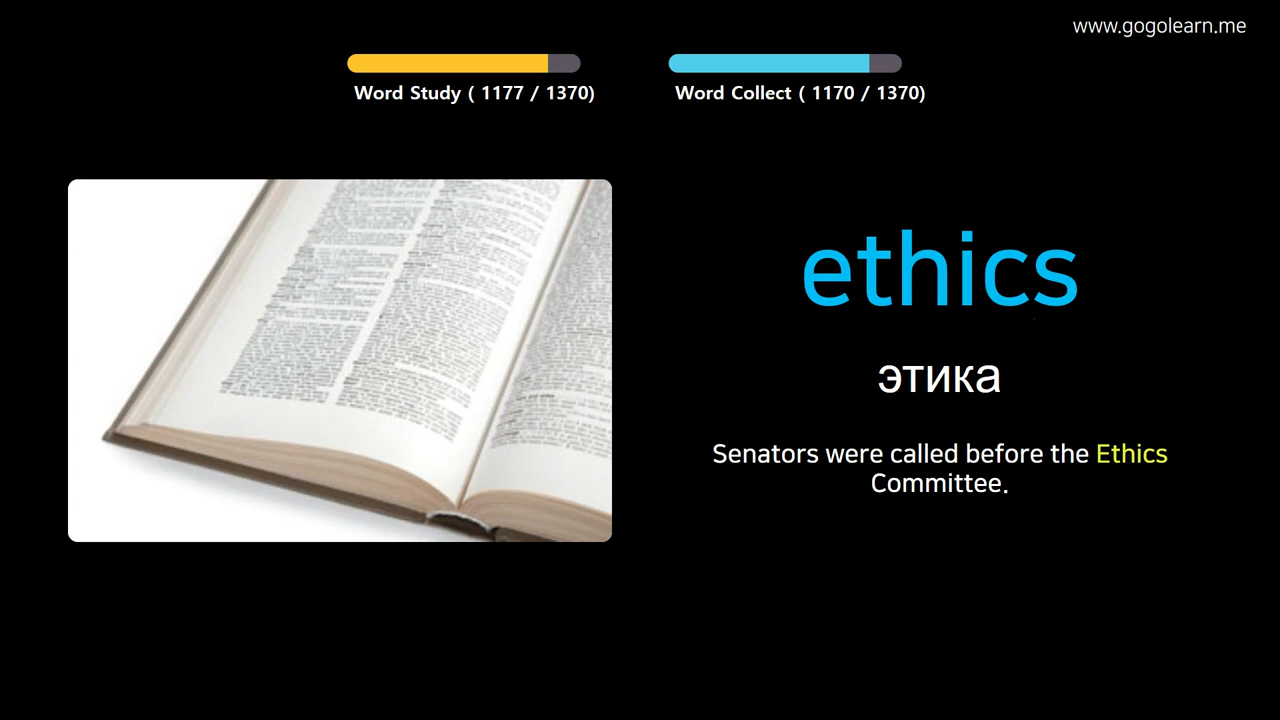 www.gogolearn.me
Word Study ( 1177 / 1370)
Word Collect ( 1170 / 1370)
ethics
этика
Senators were called before the Ethics
Committee.